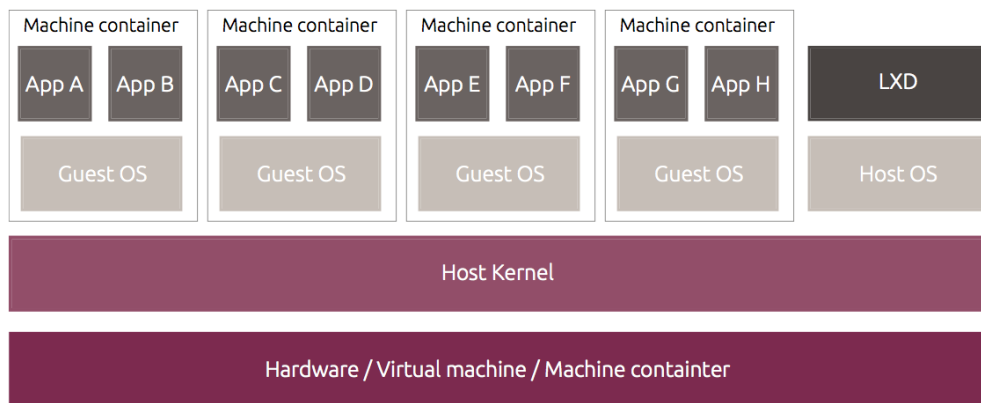 Machine container Machine container Machine container Machine container
App A App B App C App D App E App F App G App H LXD
Guest OS Guest OS Guest OS Guest OS Host OS
Host Kernel
Hardware / Virtual machine / Machine containter